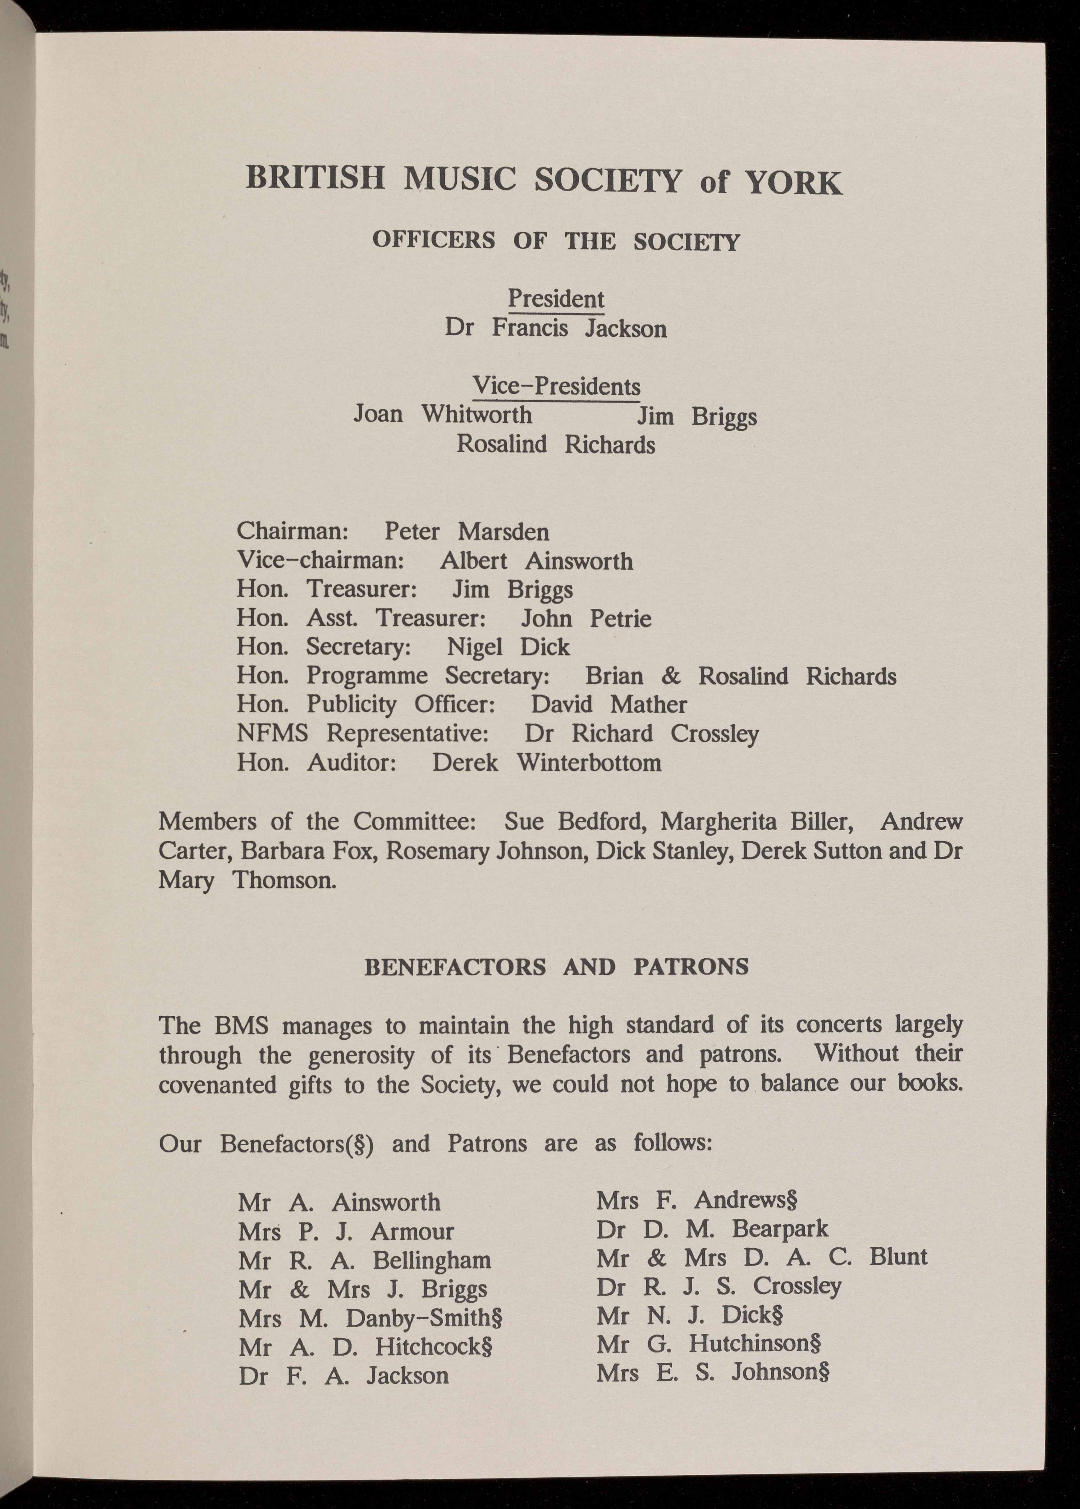 BRITISH MUSIC SOCIETY of YORK
OFFICERS OF THE SOCIETY
President
Dr Francis Jackson
Vice-Presidents
Joan Whitworth Jim Briggs
Rosalind Richards
Chairman: Peter Marsden
Vice-chairman: Albert Ainsworth
Hon. Treasurer: Jim Briggs
Hon. Asst. Treasurer: John Petrie
Hon. Secretary: Nigel Dick
Hon. Programme Secretary: Brian & Rosalind Richards
Hon. Publicity Officer: David Mather
NFMS Representative: Dr Richard Crossley
Hon. Auditor: Derek Winterbottom
Members of the Committee: Sue Bedford, Margherita Biller, Andrew
Carter, Barbara Fox, Rosemary Johnson, Dick Stanley, Derek Sutton and Dr
Mary Thomson.
BENEFACTORS AND PATRONS
The BMS manages to maintain the high standard of its concerts largely
through the generosity of its Benefactors and patrons. Without their
covenanted gifts to the Society, we could not hope to balance our books.
Our Benefactors(§) and Patrons are as follows:
Mr A. Ainsworth Mrs F. Andrews§
Mrs P. J. Armour Dr D. M. Bearpark
Mr R. A. Bellingham Mr & Mrs D. A. C. Blunt
Mr & Mrs J. Briggs Dr R. J. S. Crossley
Mrs M. Danby-Smith§ Mr N. J. Dick§
Mr A. D. Hitchcock§ Mr G. Hutchinson§
Dr F. A. Jackson Mrs E. S. Johnson§